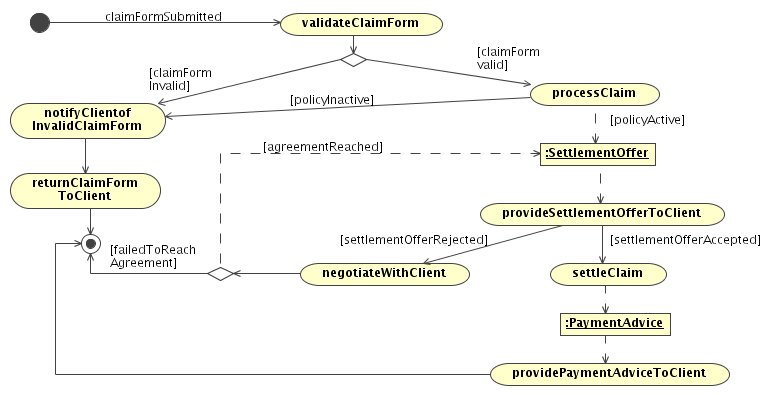 claimFormSubmitted
validateClaimForm
[claimForm
Invalid]
[claimForm
valid]
processClaim
[policyInactive]
notifyClientof
InvalidClaimForm
[policyActive]
[agreementReached]
:SettlementOffer
returnClaimForm
ToClient
provideSettlementOfferToClient
[failedToReach
Agreement]
[settlementOfferRejected]
[settlementOfferAccepted]
negotiateWithClient
settleClaim
:PaymentAdvice
providePaymentAdviceToClient